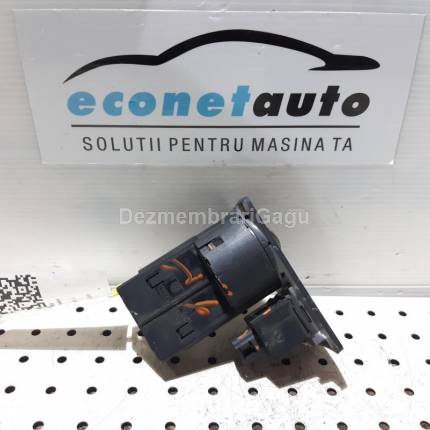 econetauto
SOLUTII PENTRU MASINA TA
DezmembrariGagu